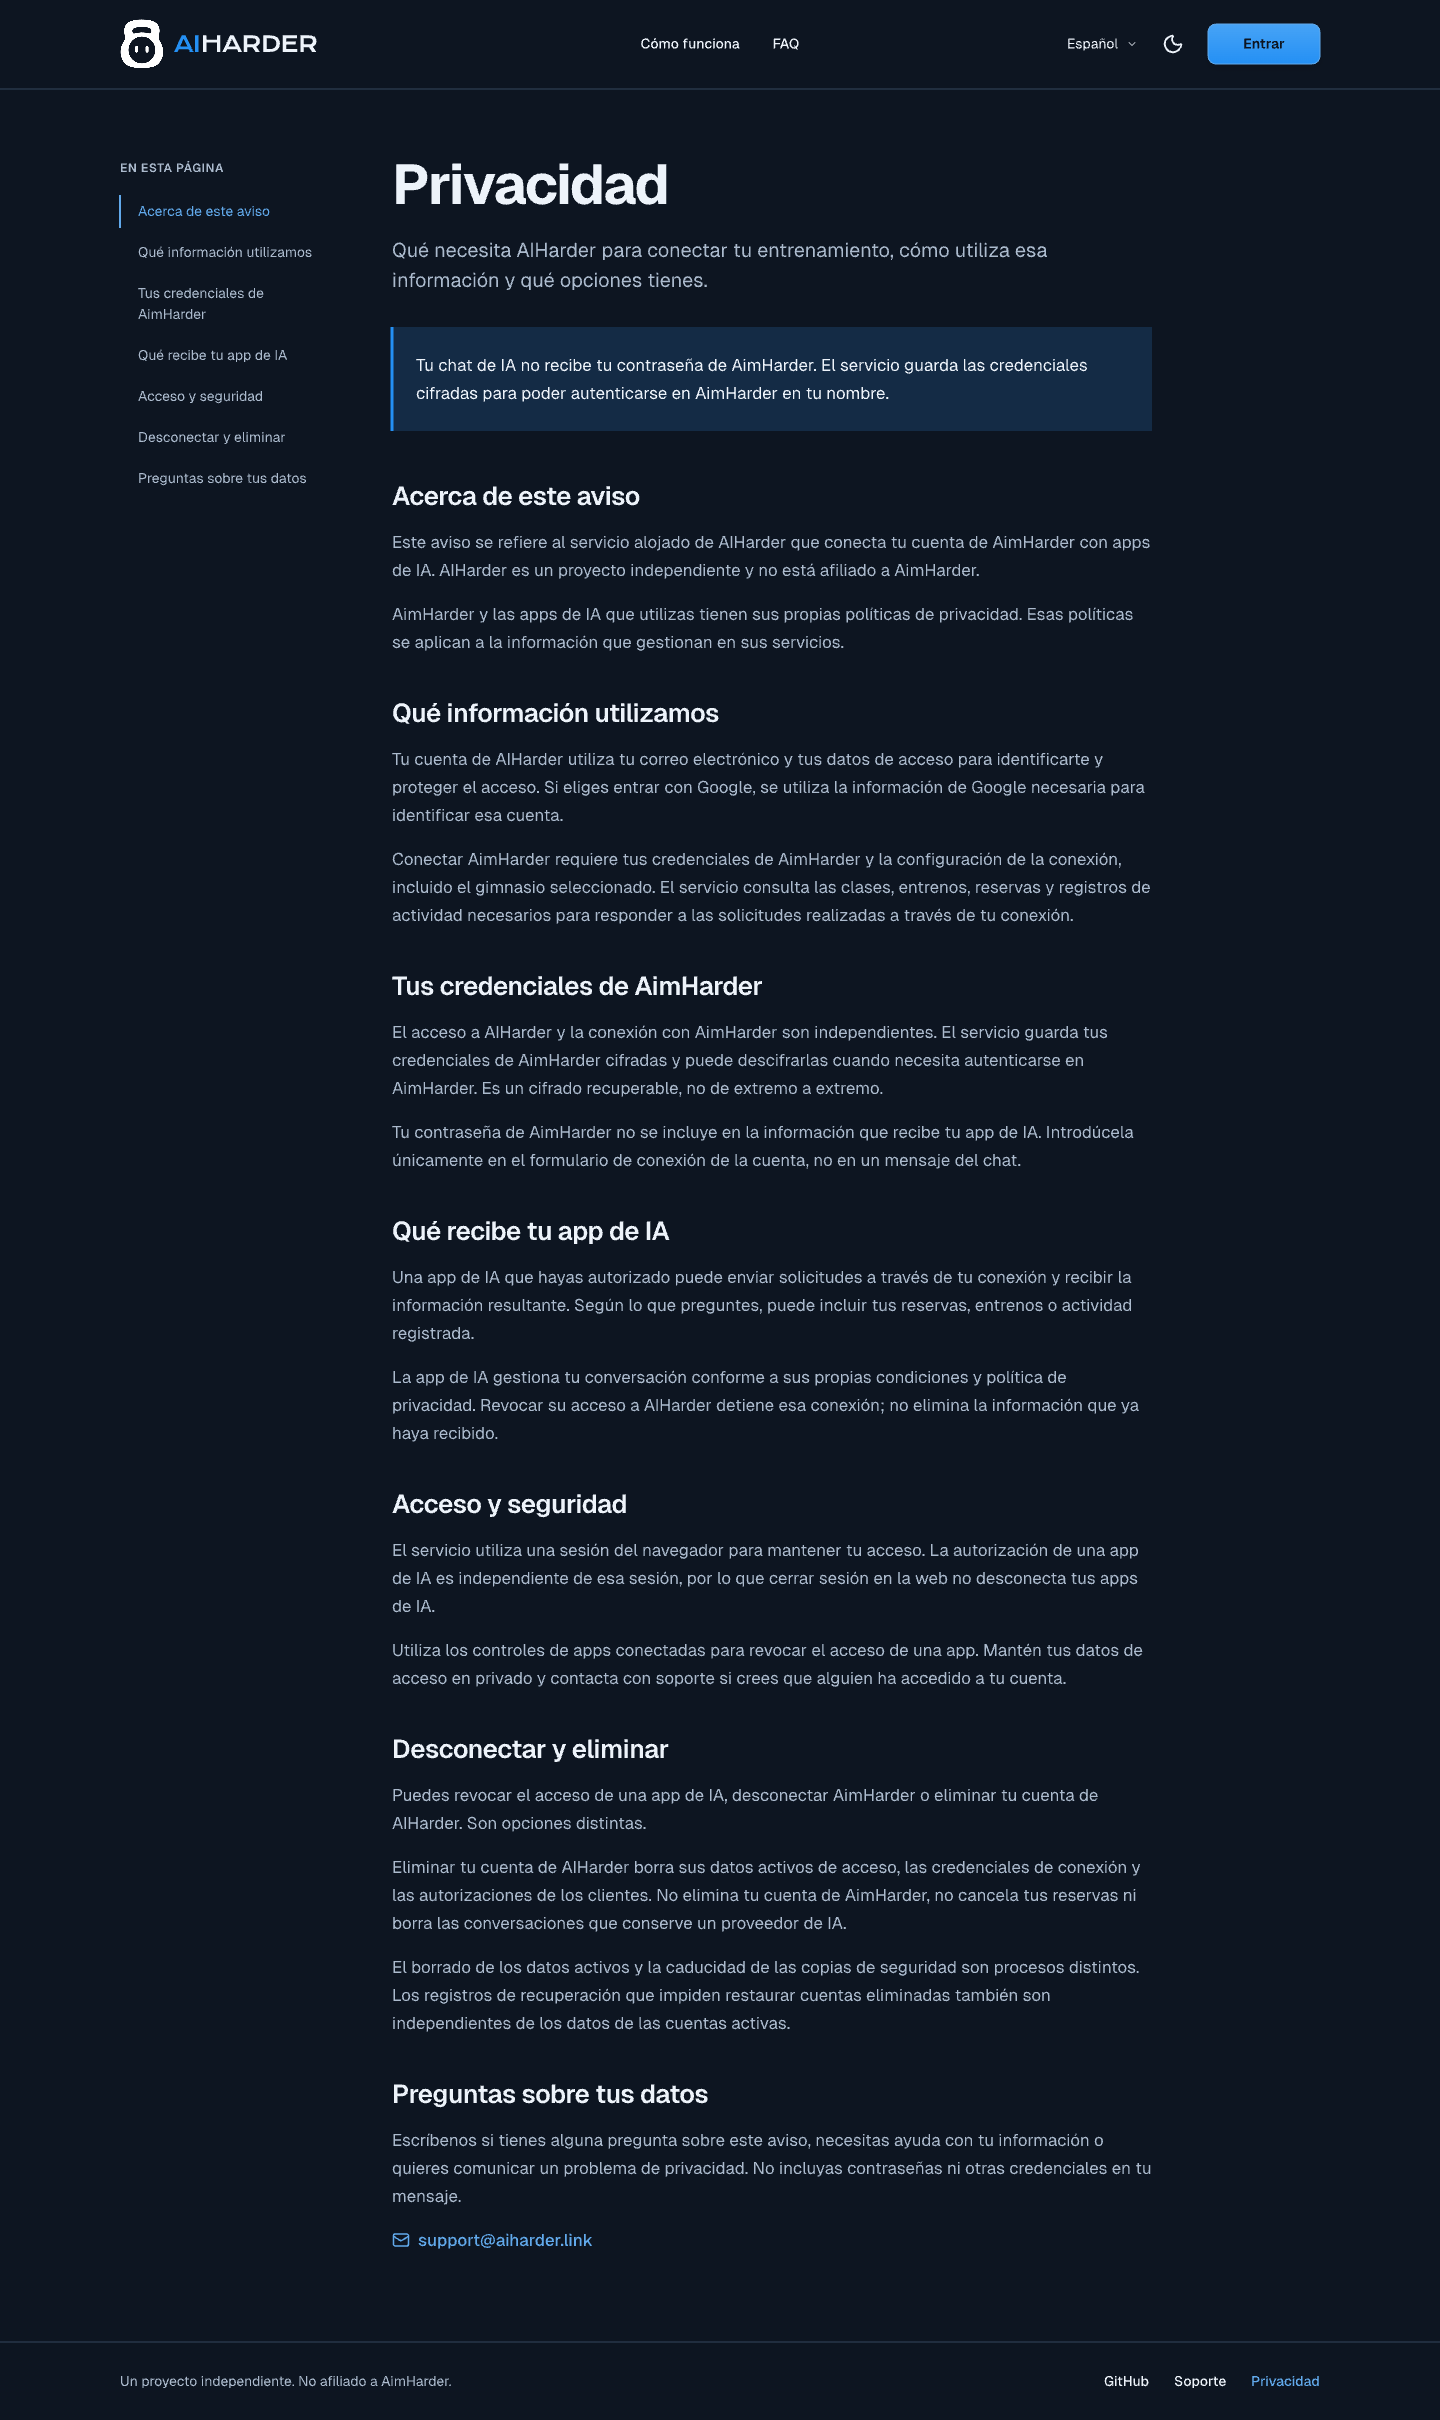 AIHARDER
Cómo funciona
FAQ
Español
Entrar
EN ESTA PÁGINA
Acerca de este aviso
Qué información utilizamos
Tus credenciales de
AimHarder
Qué recibe tu app de IA
Acceso y seguridad
Desconectar y eliminar
Preguntas sobre tus datos
Privacidad
Qué necesita AIHarder para conectar tu entrenamiento, cómo utiliza esa
información y qué opciones tienes.
Tu chat de IA no recibe tu contraseña de AimHarder. El servicio guarda las credenciales
cifradas para poder autenticarse en AimHarder en tu nombre.
Acerca de este aviso
Este aviso se refiere al servicio alojado de AIHarder que conecta tu cuenta de AimHarder con apps
de IA. AIHarder es un proyecto independiente y no está afiliado a AimHarder.
AimHarder y las apps de IA que utilizas tienen sus propias políticas de privacidad. Esas políticas
se aplican a la información que gestionan en sus servicios.
Qué información utilizamos
Tu cuenta de AIHarder utiliza tu correo electrónico y tus datos de acceso para identificarte y
proteger el acceso. Si eliges entrar con Google, se utiliza la información de Google necesaria para
identificar esa cuenta.
Conectar AimHarder requiere tus credenciales de AimHarder y la configuración de la conexión,
incluido el gimnasio seleccionado. El servicio consulta las clases, entrenos, reservas y registros de
actividad necesarios para responder a las solicitudes realizadas a través de tu conexión.
Tus credenciales de AimHarder
El acceso a AIHarder y la conexión con AimHarder son independientes. El servicio guarda tus
credenciales de AimHarder cifradas y puede descifrarlas cuando necesita autenticarse en
AimHarder. Es un cifrado recuperable, no de extremo a extremo.
Tu contraseña de AimHarder no se incluye en la información que recibe tu app de IA. Introdúcela
únicamente en el formulario de conexión de la cuenta, no en un mensaje del chat.
Qué recibe tu app de IA
Una app de IA que hayas autorizado puede enviar solicitudes a través de tu conexión y recibir la
información resultante. Según lo que preguntes, puede incluir tus reservas, entrenos o actividad
registrada.
La app de IA gestiona tu conversación conforme a sus propias condiciones y política de
privacidad. Revocar su acceso a AIHarder detiene esa conexión; no elimina la información que ya
haya recibido.
Acceso y seguridad
El servicio utiliza una sesión del navegador para mantener tu acceso. La autorización de una app
de IA es independiente de esa sesión, por lo que cerrar sesión en la web no desconecta tus apps
de IA.
Utiliza los controles de apps conectadas para revocar el acceso de una app. Mantén tus datos de
acceso en privado y contacta con soporte si crees que alguien ha accedido a tu cuenta.
Desconectar y eliminar
Puedes revocar el acceso de una app de IA, desconectar AimHarder o eliminar tu cuenta de
AIHarder. Son opciones distintas.
Eliminar tu cuenta de AIHarder borra sus datos activos de acceso, las credenciales de conexión y
las autorizaciones de los clientes. No elimina tu cuenta de AimHarder, no cancela tus reservas ni
borra las conversaciones que conserve un proveedor de IA.
El borrado de los datos activos y la caducidad de las copias de seguridad son procesos distintos.
Los registros de recuperación que impiden restaurar cuentas eliminadas también son
independientes de los datos de las cuentas activas.
Preguntas sobre tus datos
Escríbenos si tienes alguna pregunta sobre este aviso, necesitas ayuda con tu información o
quieres comunicar un problema de privacidad. No incluyas contraseñas ni otras credenciales en tu
mensaje.
support@aiharder.link
Un proyecto independiente. No afiliado a AimHarder.
GitHub
Soporte
Privacidad